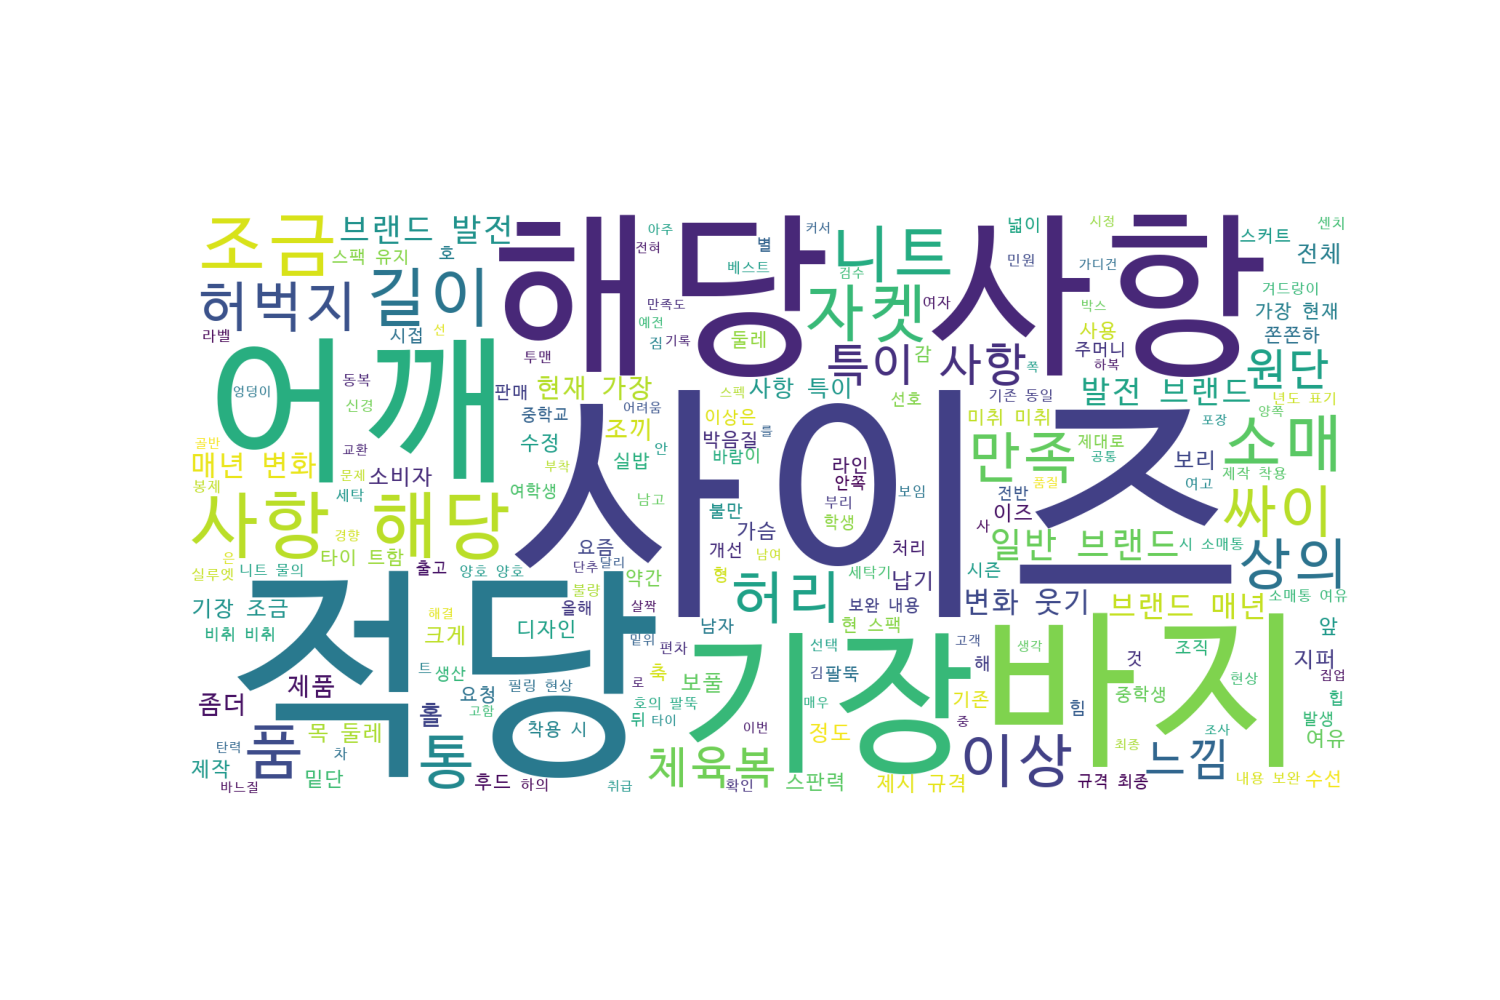 조금 브랜드 발전 해당 사항
스팩 유지 호
아주 전혀 별 베스트 커서 검수
니트 넓이 민원 시정 가디건 스커트 센치 전체
허벅지 길이 시접 라벨 선
만족도 예전 짐 기록 둘레 투맨
자켓 여자 감 특이 사항
박스 사용 주머니 쪽 하복
겨드랑이 가장 현재 쫀쫀하 원단
어깨 엉덩이 동복 신경 골반 교환
판매 현재 가장 중학교 어려움 수정 조끼
스펙 사항 특이 이상은 선호 박음질 를
사이즈
기존 동일 발전 브랜드 년도 표기
미취 미취 포장 양쪽 소매
만족 제대로 공통 보리 제작 착용 여고
매년 변화 소비자 문제 봉제 세탁
실밥 안 바람이 부착 여학생 남고
라인 안쪽 부리 학생 보임
전반 품질 이즈 사 싸이
사항 해당 경향 은 타이 트함
불만 가슴 개선 남여 처리
요즘 단추 달리 약간 형 불량
일반 브랜드 시 소매통 상의
실루엣 니트 물의 출고 양호 양호
시즌 소매통 여유
기장 조금 비취 비취 해결 크게
올해 살짝 디자인 밑위 남자 편차
허리 세탁기 납기 보완 내용 현 스팩
변화 웃기 브랜드 매년 앞
적당 기장 바지
선택 고객 생각 것 조직 지퍼 짐업
좀더 제품 홀 트 생산 요청 고함
필링 현상 로 축 보풀 호의 팔뚝
김 팔뚝 매우 해 기존 중 힘 중학생 현상 힙 발생
품 목 둘레 통 착용 시 뒤 타이 이번
정도 이상 최종 느낌 조사 여유
탄력 제작 차 밑단 바느질
후드 하의 취급 체육복 확인 스판력
제시 규격 규격 최종 내용 보완 수선